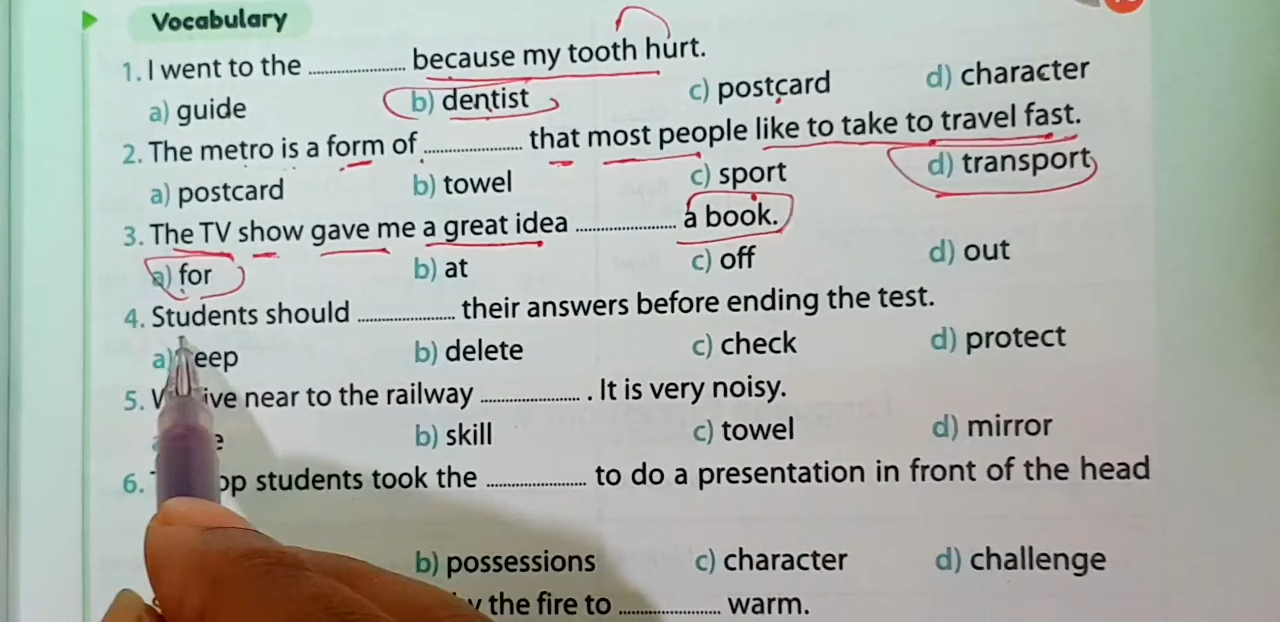 Vocabulary
1. I went to the .................... because my tooth hurt.
a) guide b) dentist c) postcard d) character
2. The metro is a form of .................... that most people like to take to travel fast.
a) postcard b) towel c) sport d) transport
3. The TV show gave me a great idea .................... a book.
a) for b) at c) off d) out
4. Students should .................... their answers before ending the test.
a) b) delete c) check d) protect
5. near to the railway .................... . It is very noisy.
b) skill c) towel d) mirror
6. students took the .................... to do a presentation in front of the head
b) possessions c) character d) challenge
the fire to .................... warm.